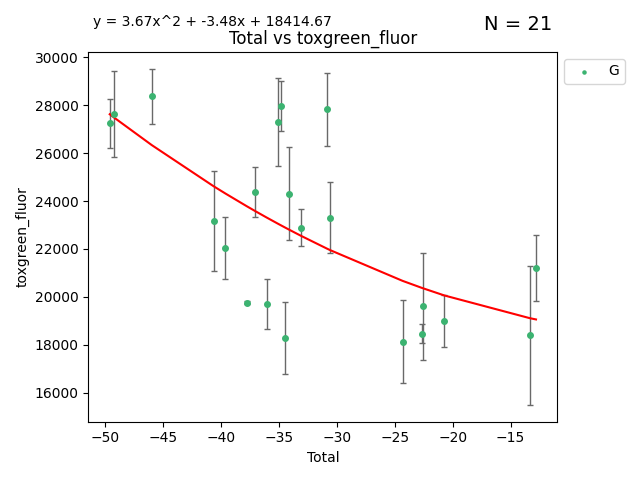 y = 3.67x^2 + -3.48x + 18414.67
N = 21
Total vs toxgreen_fluor
G
30000
28000
26000
24000
22000
20000
18000
16000
toxgreen_fluor
−50 −45 −40 −35 −30 −25 −20 −15
Total